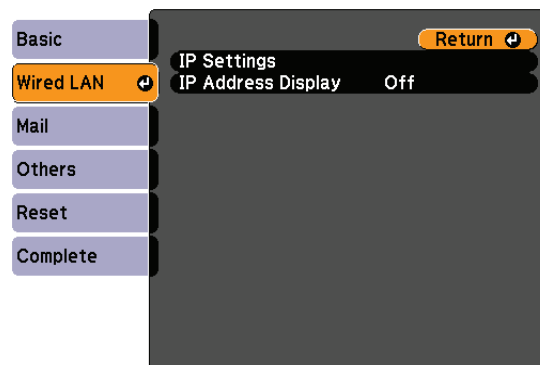 Basic
Wired LAN
Mail
Others
Reset
Complete
Return
IP Settings
IP Address Display Off